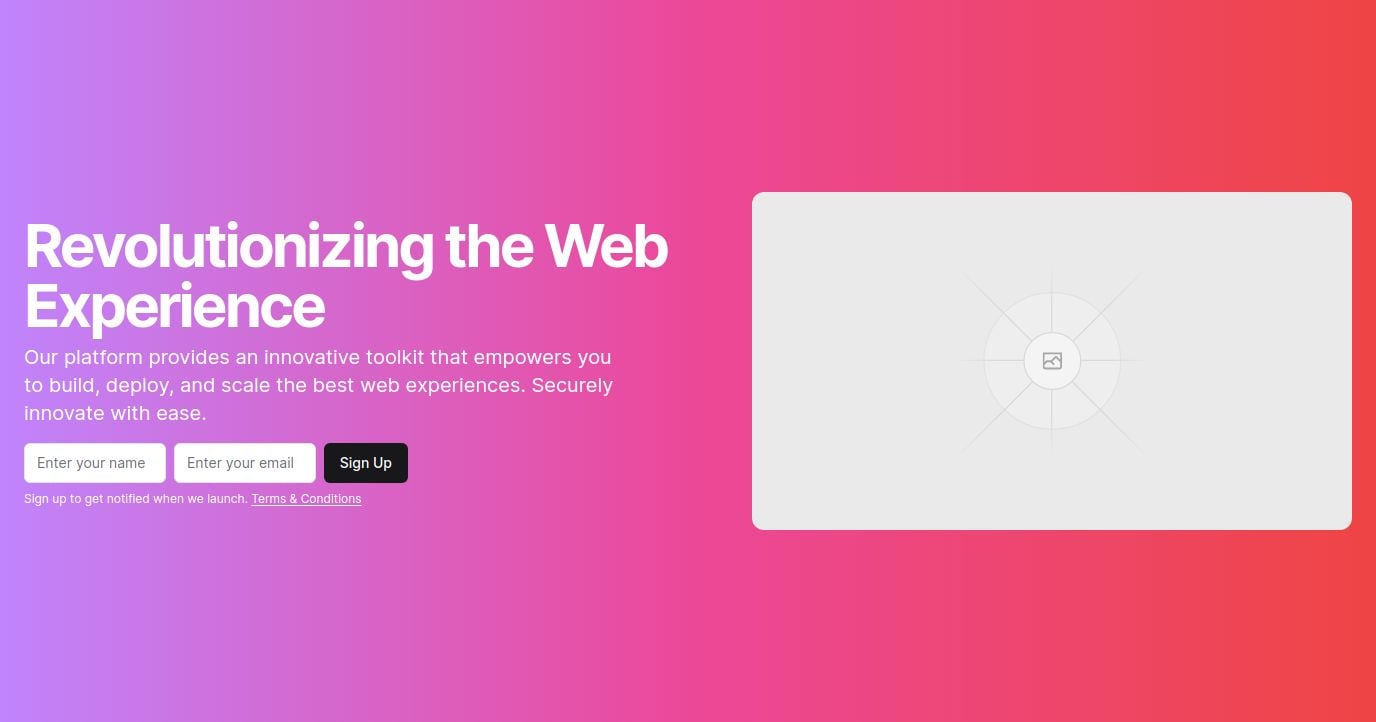 Revolutionizing the Web
Experience
Our platform provides an innovative toolkit that empowers you
to build, deploy, and scale the best web experiences. Securely
innovate with ease.
Enter your name
Enter your email
Sign Up
Sign up to get notified when we launch. Terms & Conditions